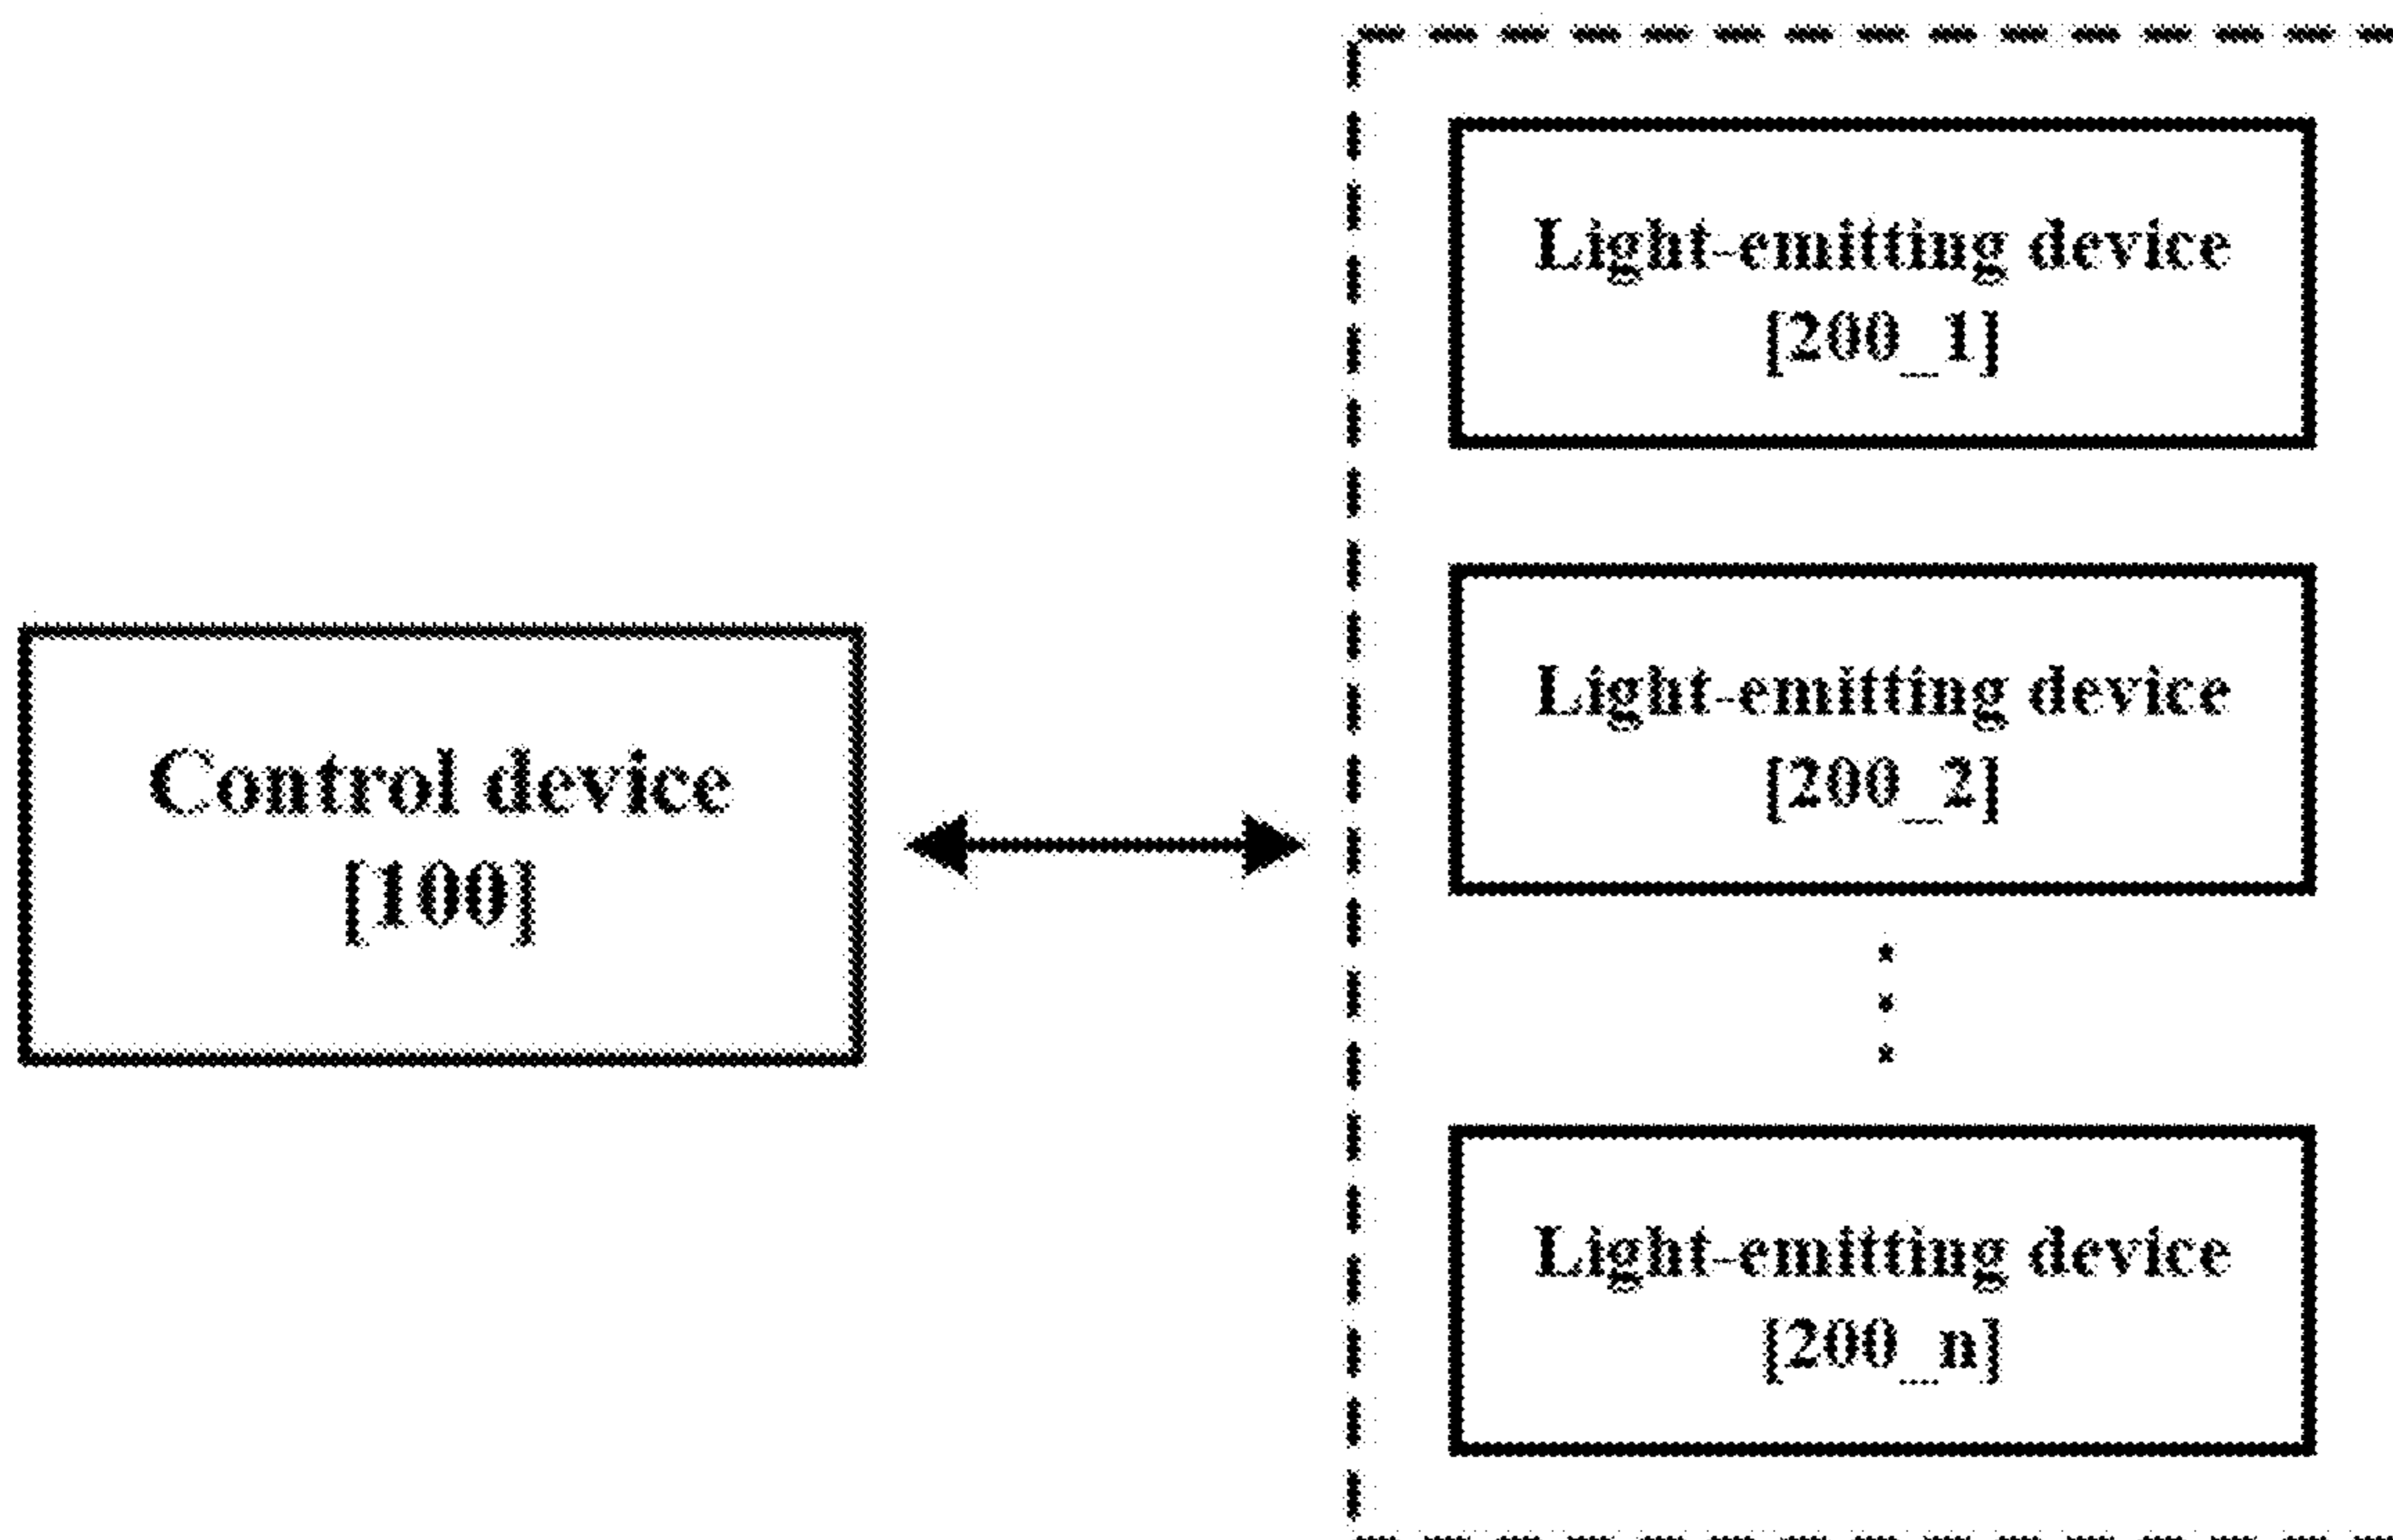 Light-emitting device
[200_1]
Light-emitting device
[200_2]
Control device
[100]
Light-emitting device
[200_n]